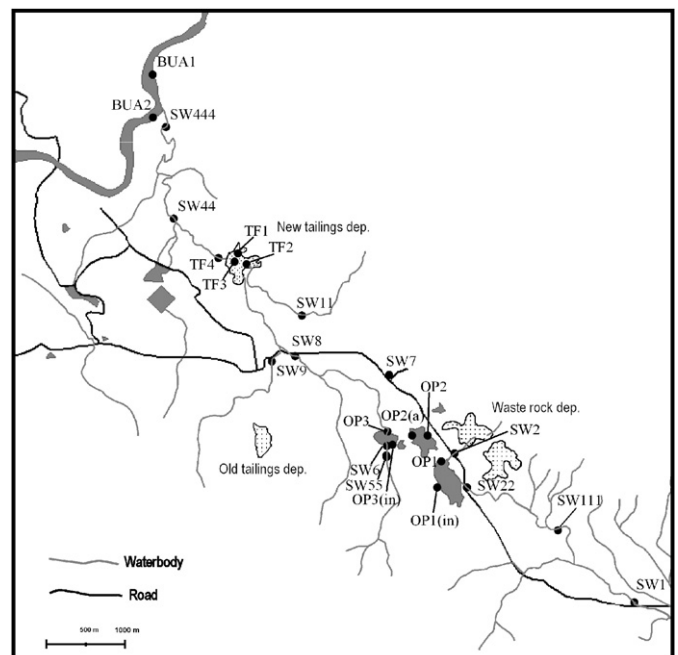 BUA1
BUA2
SW444
SW44
New tailings dep.
TF1
TF2
TF4
TF3
SW11
SW8
SW9
SW7
OP2
OP2(a)
OP3
Waste rock dep.
SW2
OP1
Old tailings dep.
SW6
SW55
OP3(in)
SW22
OP1(in)
SW111
SW1
Waterbody
Road
500 m 1000 m